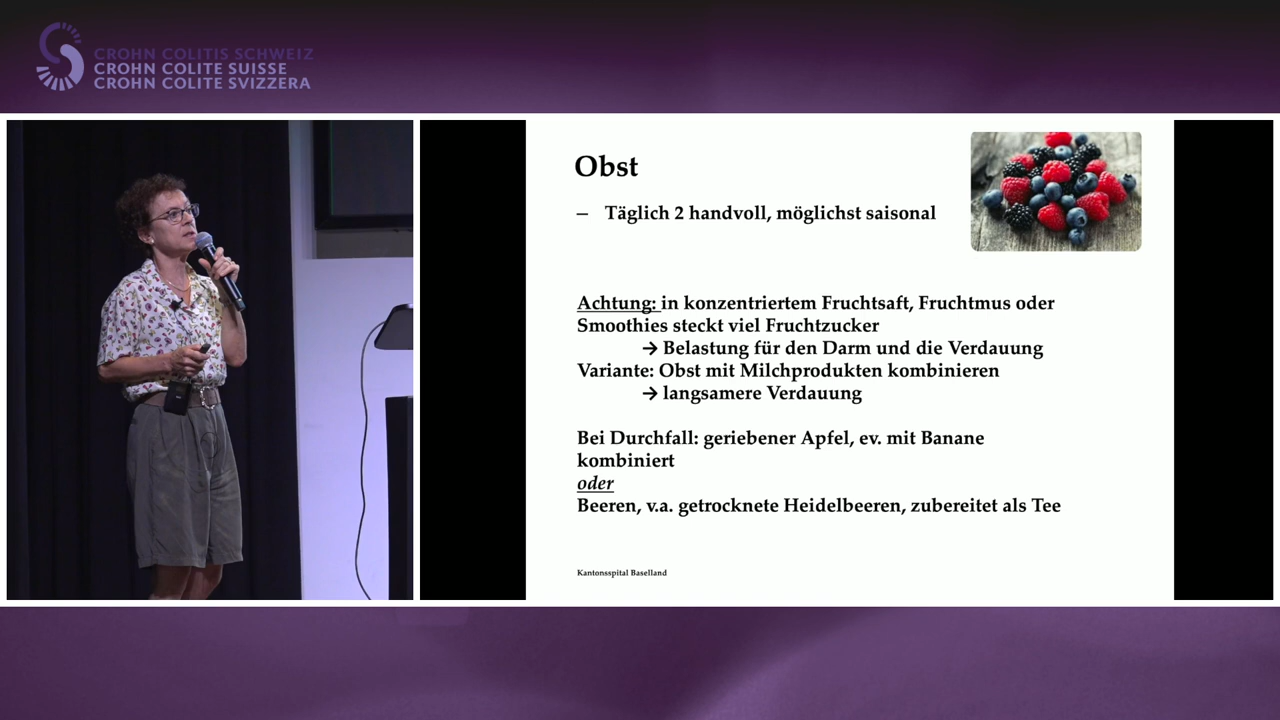 CROHN COLITIS SCHWEIZ
CROHN COLITE SUISSE
CROHN COLITE SVIZZERA
Obst
– Täglich 2 handvoll, möglichst saisonal
Achtung: in konzentriertem Fruchtsaft, Fruchtmus oder
Smoothies steckt viel Fruchtzucker
→ Belastung für den Darm und die Verdauung
Variante: Obst mit Milchprodukten kombinieren
→ langsamere Verdauung
Bei Durchfall: geriebener Apfel, ev. mit Banane
kombiniert
oder
Beeren, v.a. getrocknete Heidelbeeren, zubereitet als Tee
Kantonsspital Baselland